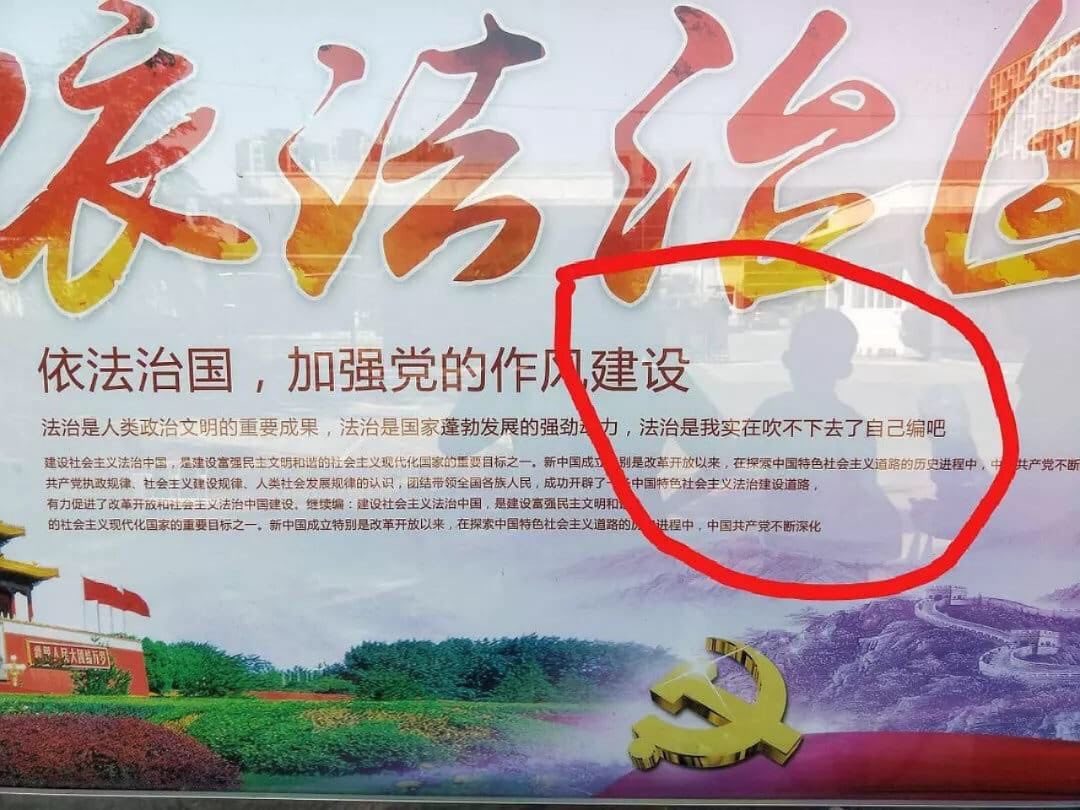 依法治国
依法治国，加强党的作风建设
法治是人类政治文明的重要成果，法治是国家蓬勃发展的强劲动力，法治是我实在吹不下去了自己编吧
建设社会主义法治中国，是建设富强民主文明和谐的社会主义现代化国家的重要目标之一。新中国成立特别是改革开放以来，在探索中国特色社会主义道路的历史进程中，中国共产党不断
共产党执政规律、社会主义建设规律、人类社会发展规律的认识，团结带领全国各族人民，成功开辟了一条中国特色社会主义法治建设道路，
有力促进了改革开放和社会主义法治中国建设。继续编：建设社会主义法治中国，是建设富强民主文明和
的社会主义现代化国家的重要目标之一。新中国成立特别是改革开放以来，在探索中国特色社会主义道路的历史进程中，中国共产党不断深化
世界人民大团结万岁